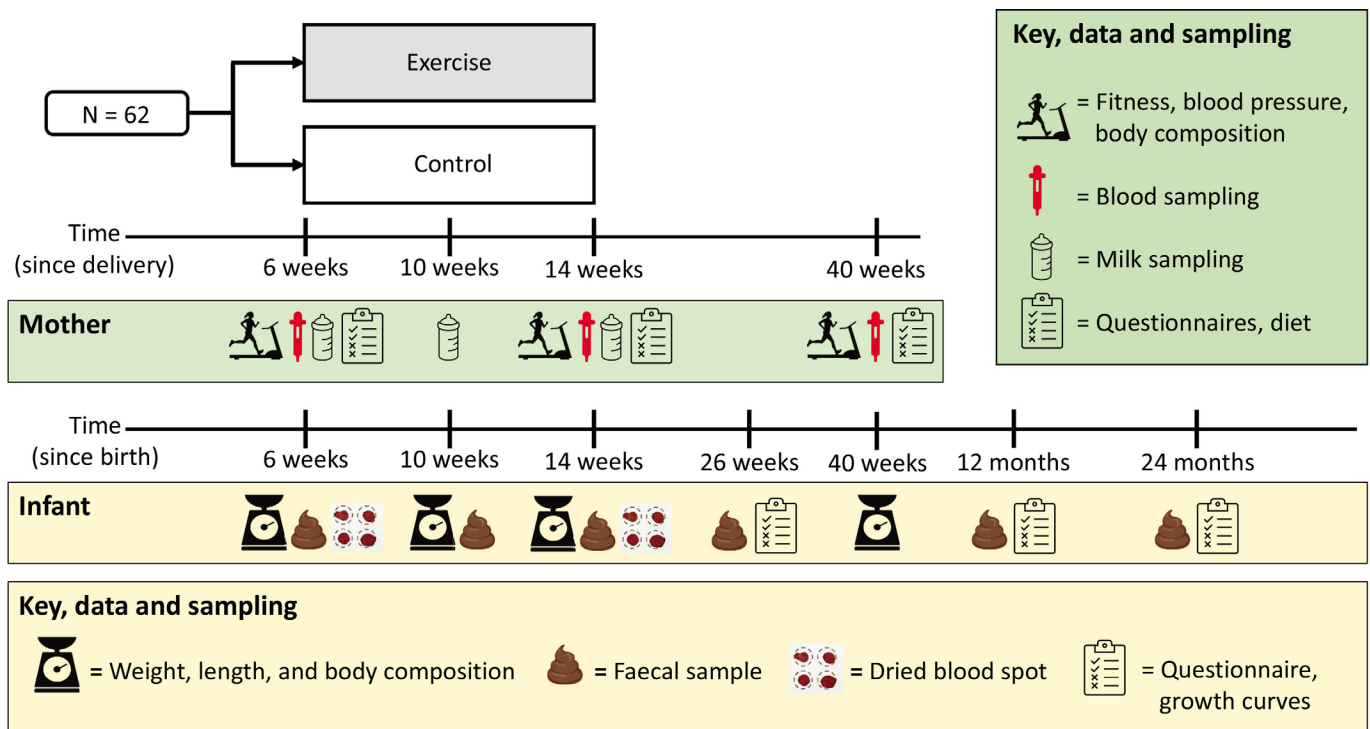 Exercise
N = 62
Control
Time
(since delivery)
6 weeks
10 weeks
14 weeks
40 weeks
Mother
Key, data and sampling
= Fitness, blood pressure,
body composition
= Blood sampling
= Milk sampling
= Questionnaires, diet
Time
(since birth)
6 weeks
10 weeks
14 weeks
26 weeks
40 weeks
12 months
24 months
Infant
Key, data and sampling
= Weight, length, and body composition
= Faecal sample
= Dried blood spot
= Questionnaire,
growth curves